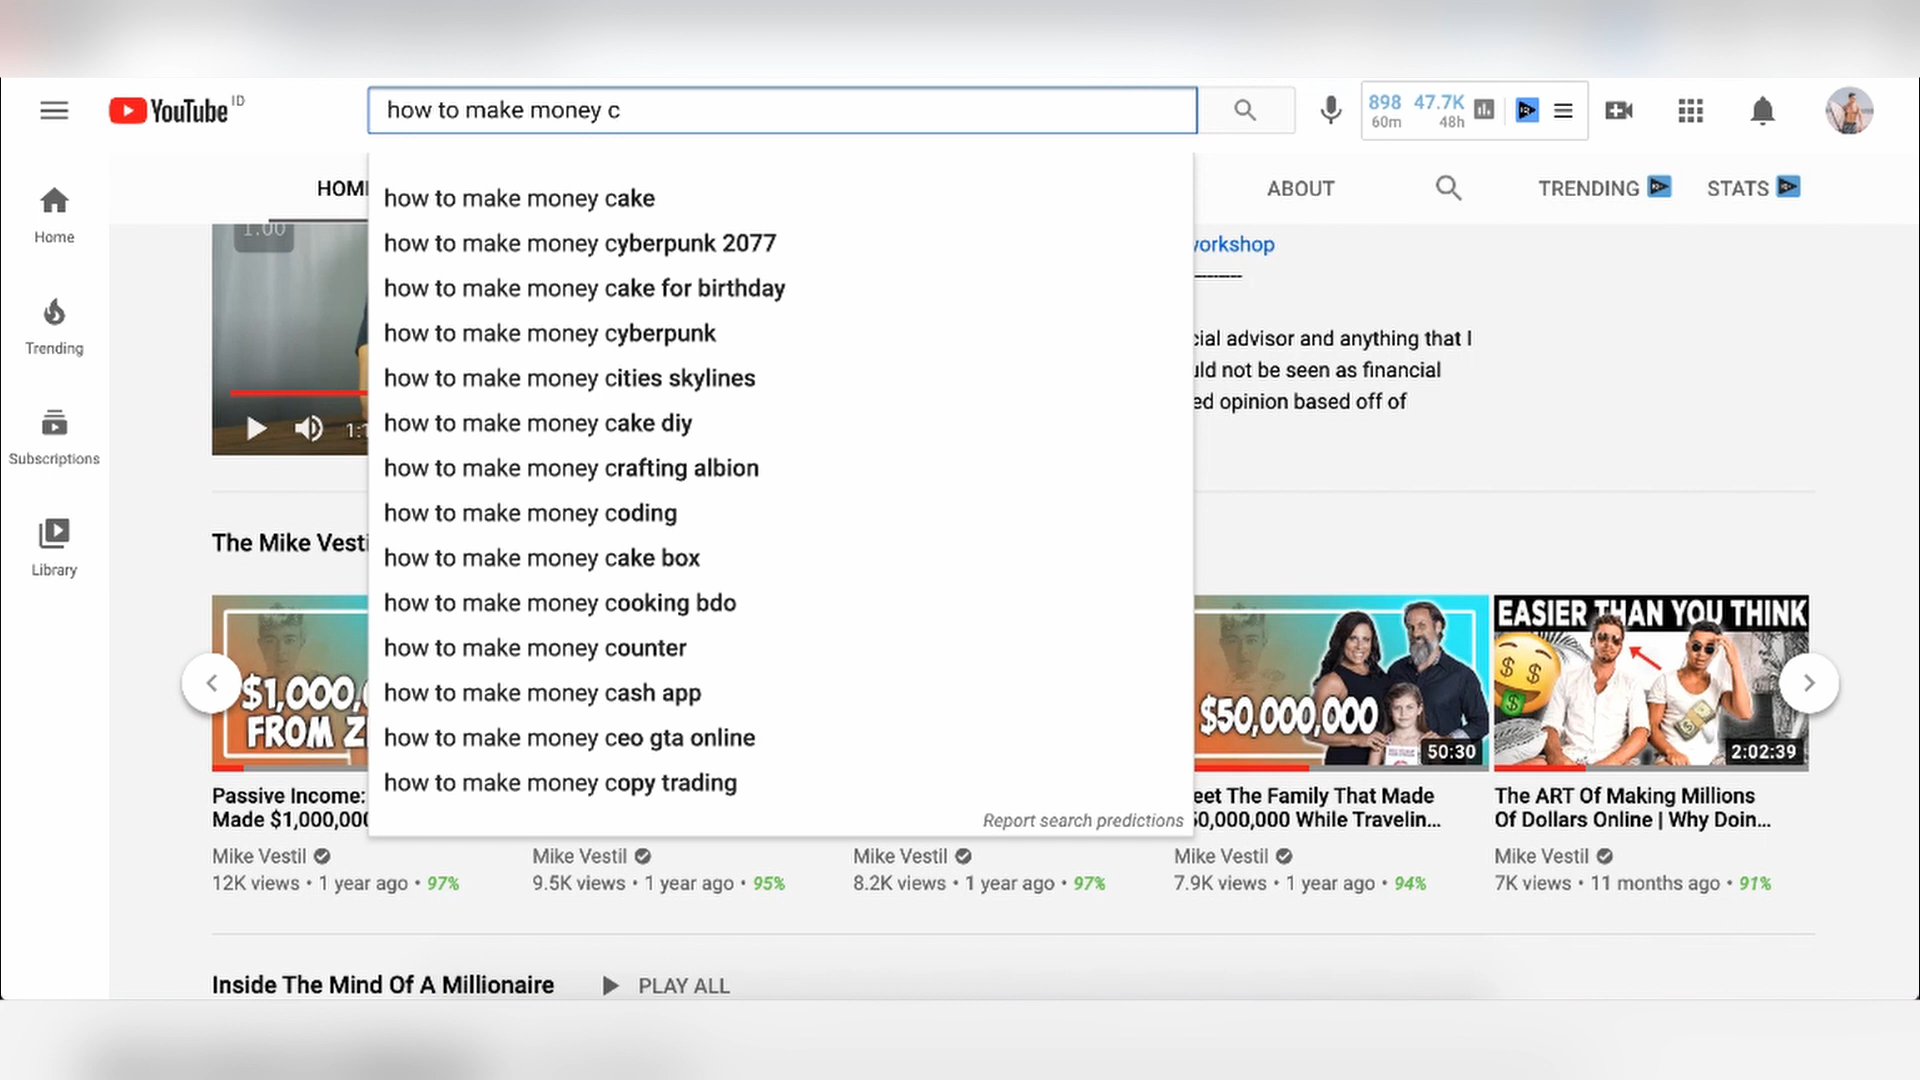 YouTube ID
how to make money c
898 47.7K
60m 48h
HOME
ABOUT
TRENDING
STATS
Home
Trending
Subscriptions
Library
how to make money cake
how to make money cyberpunk 2077
how to make money cake for birthday
how to make money cyberpunk
how to make money cities skylines
how to make money cake diy
how to make money crafting albion
how to make money coding
how to make money cake box
how to make money cooking bdo
how to make money counter
how to make money cash app
how to make money ceo gta online
how to make money copy trading
Report search predictions
1.00
workshop
cial advisor and anything that I
uld not be seen as financial
ed opinion based off of
The Mike Vesti
$1,000,
FROM Z
$50,000,000
50:30
EASIER THAN YOU THINK
2:02:39
Passive Income:
Made $1,000,000
Mike Vestil
12K views • 1 year ago • 97%
Mike Vestil
9.5K views • 1 year ago • 95%
Mike Vestil
8.2K views • 1 year ago • 97%
eet The Family That Made
50,000,000 While Travelin...
Mike Vestil
7.9K views • 1 year ago • 94%
The ART Of Making Millions
Of Dollars Online | Why Doin...
Mike Vestil
7K views • 11 months ago • 91%
Inside The Mind Of A Millionaire
PLAY ALL